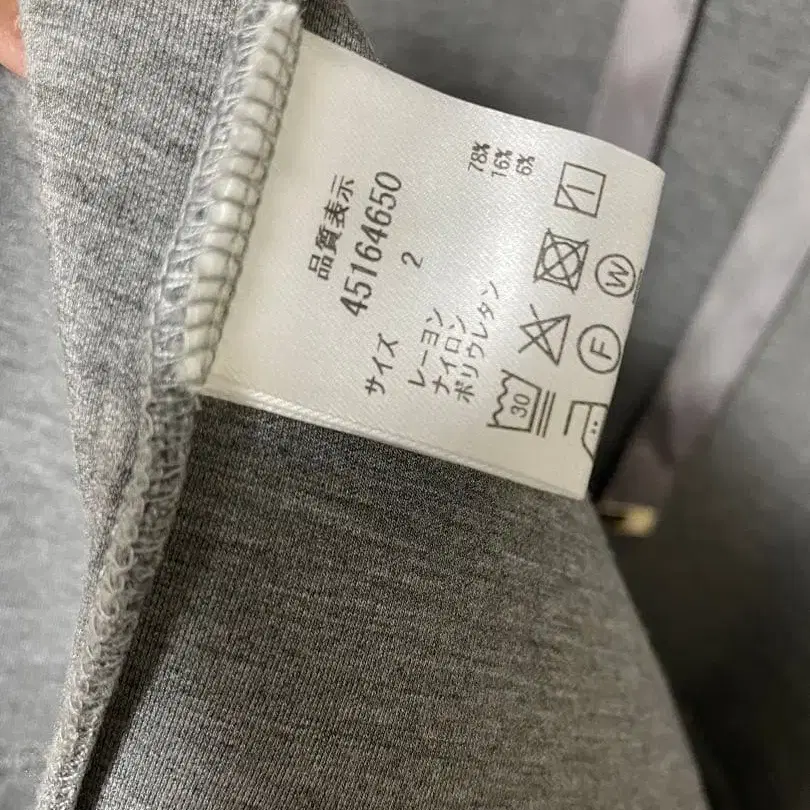 品質表示
45164650
サイズ 2
レーヨン 78%
ナイロン 16%
ポリウレタン 6%
30
F
W